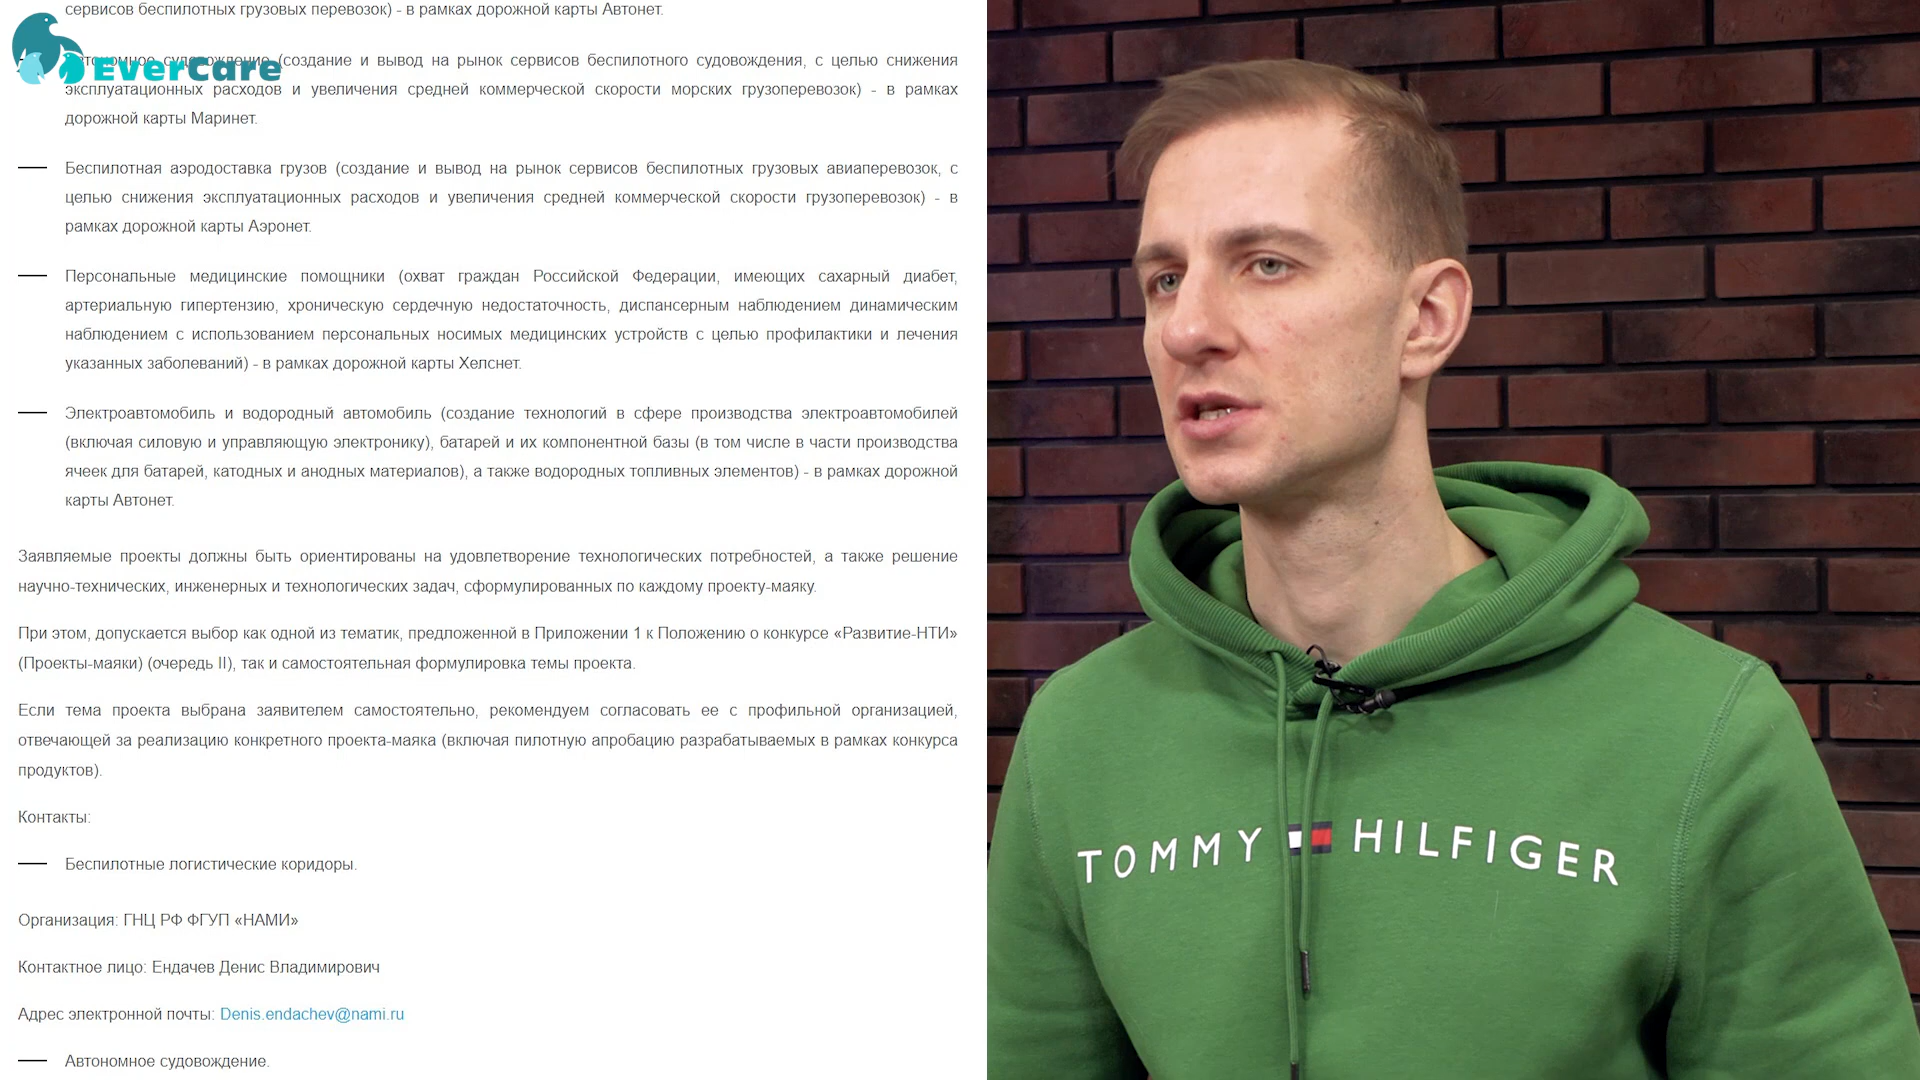 сервисов беспилотных грузовых перевозок) - в рамках дорожной карты Автонет.
EverCare
Автономное судовождение (создание и вывод на рынок сервисов беспилотного судовождения, с целью снижения
эксплуатационных расходов и увеличения средней коммерческой скорости морских грузоперевозок) - в рамках
дорожной карты Маринет.
Беспилотная аэродоставка грузов (создание и вывод на рынок сервисов беспилотных грузовых авиаперевозок, с
целью снижения эксплуатационных расходов и увеличения средней коммерческой скорости грузоперевозок) - в
рамках дорожной карты Аэронет.
Персональные медицинские помощники (охват граждан Российской Федерации, имеющих сахарный диабет,
артериальную гипертензию, хроническую сердечную недостаточность, диспансерным наблюдением динамическим
наблюдением с использованием персональных носимых медицинских устройств с целью профилактики и лечения
указанных заболеваний) - в рамках дорожной карты Хелснет.
Электроавтомобиль и водородный автомобиль (создание технологий в сфере производства электроавтомобилей
(включая силовую и управляющую электронику), батарей и их компонентной базы (в том числе в части производства
ячеек для батарей, катодных и анодных материалов), а также водородных топливных элементов) - в рамках дорожной
карты Автонет.
Заявляемые проекты должны быть ориентированы на удовлетворение технологических потребностей, а также решение
научно-технических, инженерных и технологических задач, сформулированных по каждому проекту-маяку.
При этом, допускается выбор как одной из тематик, предложенной в Приложении 1 к Положению о конкурсе «Развитие-НТИ»
(Проекты-маяки) (очередь II), так и самостоятельная формулировка темы проекта.
Если тема проекта выбрана заявителем самостоятельно, рекомендуем согласовать ее с профильной организацией,
отвечающей за реализацию конкретного проекта-маяка (включая пилотную апробацию разрабатываемых в рамках конкурса
продуктов).
Контакты:
Беспилотные логистические коридоры.
Организация: ГНЦ РФ ФГУП «НАМИ»
Контактное лицо: Ендачев Денис Владимирович
Адрес электронной почты: Denis.endachev@nami.ru
Автономное судовождение.
TOMMY HILFIGER